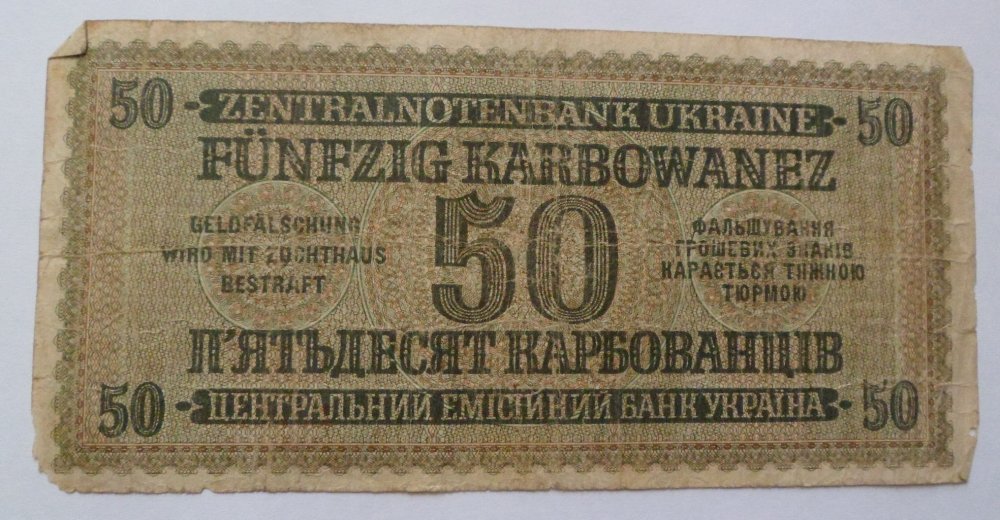 50 - ZENTRALNOTENBANK UKRAINE - 50
FÜNFZIG KARBOWANEZ
GELDFÄLSCHUNG
WIRD MIT ZUCHTHAUS
BESTRAFT
50
ФАЛЬШУВАННЯ
ГРОШЕВИХ ЗНАКІВ
КАРАЄТЬСЯ ТЯЖНОЮ
ТЮРМОЮ
П'ЯТЬДЕСЯТ КАРБОВАНЦІВ
50 - ЦЕНТРАЛЬНИЙ ЕМІСІЙНИЙ БАНК УКРАЇНА - 50